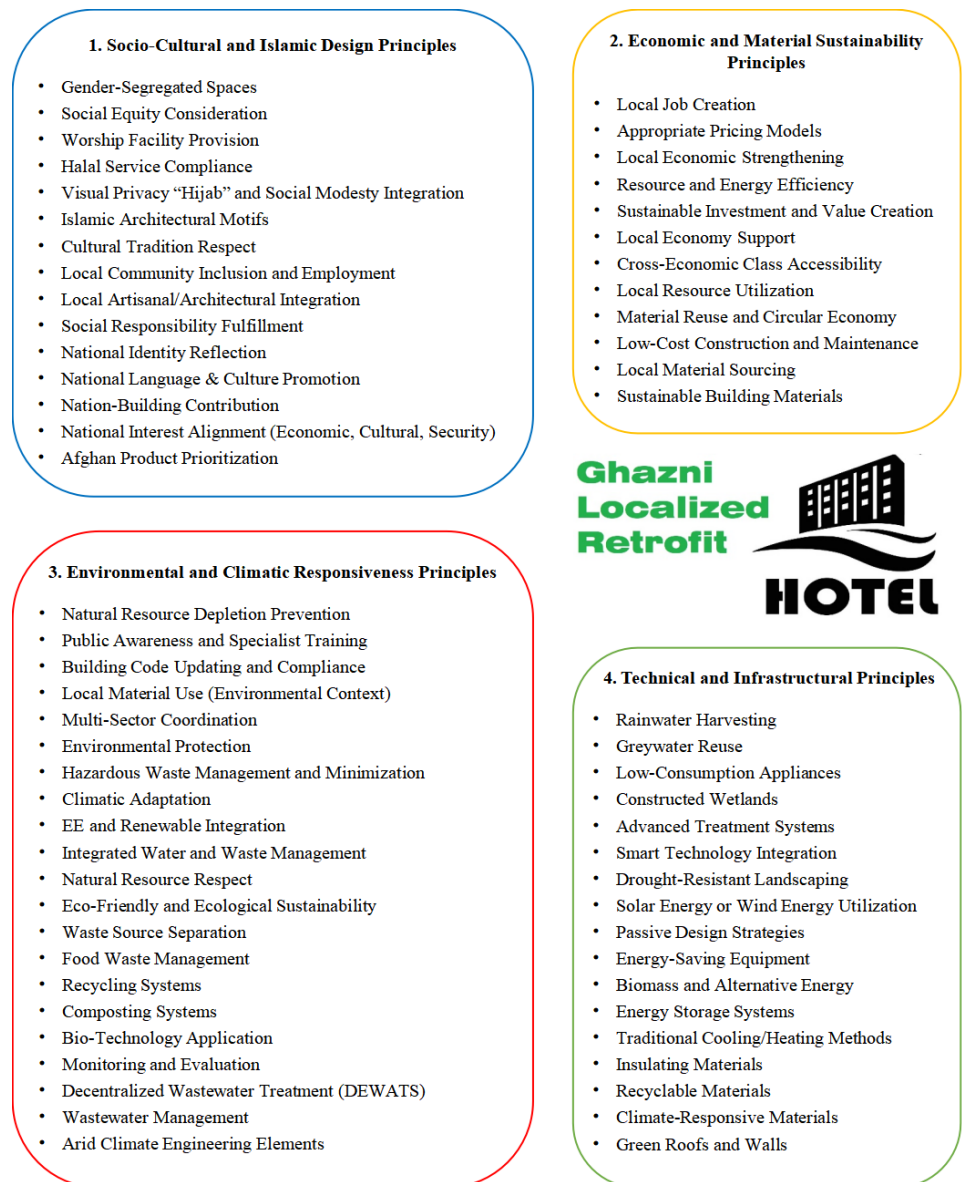 1. Socio-Cultural and Islamic Design Principles
• Gender-Segregated Spaces
• Social Equity Consideration
• Worship Facility Provision
• Halal Service Compliance
• Visual Privacy “Hijab” and Social Modesty Integration
• Islamic Architectural Motifs
• Cultural Tradition Respect
• Local Community Inclusion and Employment
• Local Artisanal/Architectural Integration
• Social Responsibility Fulfillment
• National Identity Reflection
• National Language & Culture Promotion
• Nation-Building Contribution
• National Interest Alignment (Economic, Cultural, Security)
• Afghan Product Prioritization
2. Economic and Material Sustainability
Principles
• Local Job Creation
• Appropriate Pricing Models
• Local Economic Strengthening
• Resource and Energy Efficiency
• Sustainable Investment and Value Creation
• Local Economy Support
• Cross-Economic Class Accessibility
• Local Resource Utilization
• Material Reuse and Circular Economy
• Low-Cost Construction and Maintenance
• Local Material Sourcing
• Sustainable Building Materials
Ghazni
Localized
Retrofit
HOTEL
3. Environmental and Climatic Responsiveness Principles
• Natural Resource Depletion Prevention
• Public Awareness and Specialist Training
• Building Code Updating and Compliance
• Local Material Use (Environmental Context)
• Multi-Sector Coordination
• Environmental Protection
• Hazardous Waste Management and Minimization
• Climatic Adaptation
• EE and Renewable Integration
• Integrated Water and Waste Management
• Natural Resource Respect
• Eco-Friendly and Ecological Sustainability
• Waste Source Separation
• Food Waste Management
• Recycling Systems
• Composting Systems
• Bio-Technology Application
• Monitoring and Evaluation
• Decentralized Wastewater Treatment (DEWATS)
• Wastewater Management
• Arid Climate Engineering Elements
4. Technical and Infrastructural Principles
• Rainwater Harvesting
• Greywater Reuse
• Low-Consumption Appliances
• Constructed Wetlands
• Advanced Treatment Systems
• Smart Technology Integration
• Drought-Resistant Landscaping
• Solar Energy or Wind Energy Utilization
• Passive Design Strategies
• Energy-Saving Equipment
• Biomass and Alternative Energy
• Energy Storage Systems
• Traditional Cooling/Heating Methods
• Insulating Materials
• Recyclable Materials
• Climate-Responsive Materials
• Green Roofs and Walls